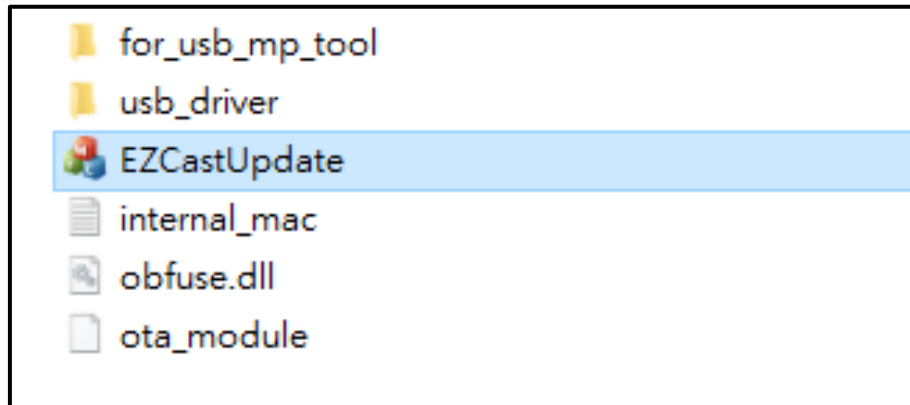 for_usb_mp_tool
usb_driver
EZCastUpdate
internal_mac
obfuse.dll
ota_module